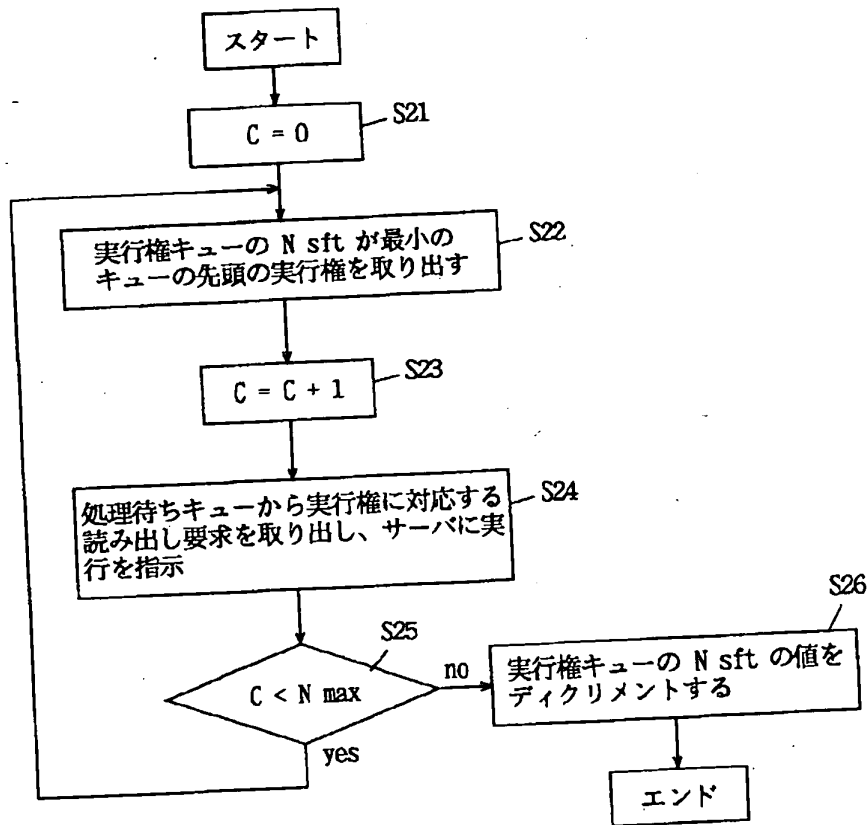 スタート
S21
C = 0
S22
実行権キューの N sft が最小の
キューの先頭の実行権を取り出す
S23
C = C + 1
S24
処理待ちキューから実行権に対応する
読み出し要求を取り出し、サーバに実
行を指示
S25
C < N max
no
yes
S26
実行権キューの N sft の値を
ディクリメントする
エンド